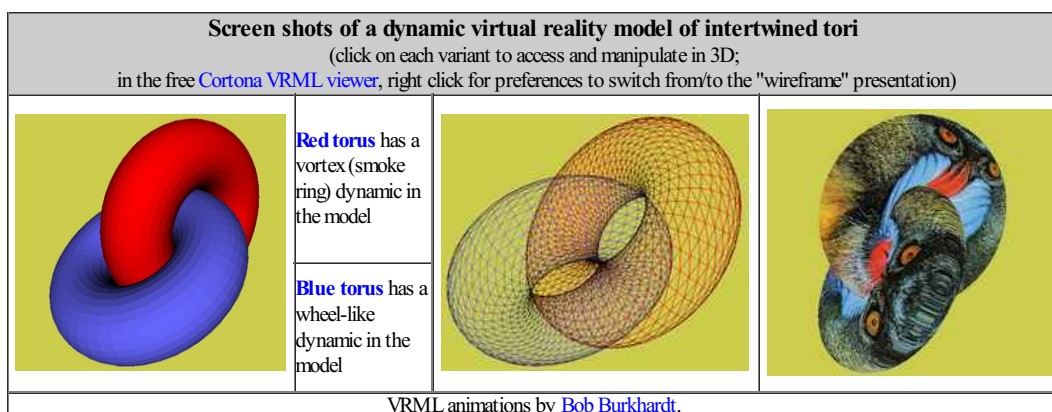 Screen shots of a dynamic virtual reality model of intertwined tori
(click on each variant to access and manipulate in 3D;
in the free Cortona VRML viewer, right click for preferences to switch from/to the "wireframe" presentation)
Red torus has a
vortex (smoke
ring) dynamic in
the model
Blue torus has a
wheel-like
dynamic in the
model
VRML animations by Bob Burkhardt.